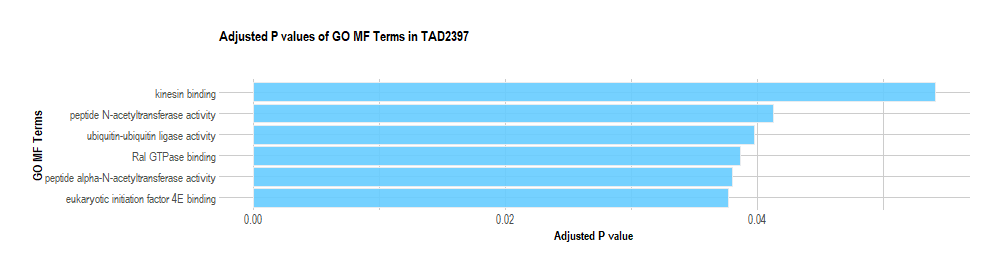 Adjusted P values of GO MF Terms in TAD2397
GO MF Terms
kinesin binding
peptide N-acetyltransferase activity
ubiquitin-ubiquitin ligase activity
Ral GTPase binding
peptide alpha-N-acetyltransferase activity
eukaryotic initiation factor 4E binding
0.00 0.02 0.04
Adjusted P value